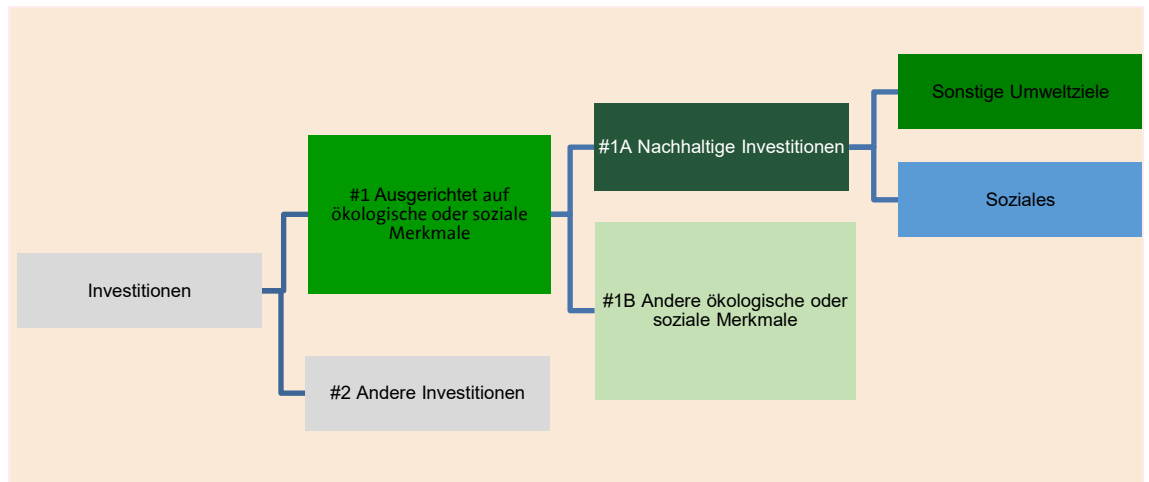 Sonstige Umweltziele
#1A Nachhaltige Investitionen
#1 Ausgerichtet auf
ökologische oder soziale
Merkmale
Soziales
Investitionen
#1B Andere ökologische oder
soziale Merkmale
#2 Andere Investitionen